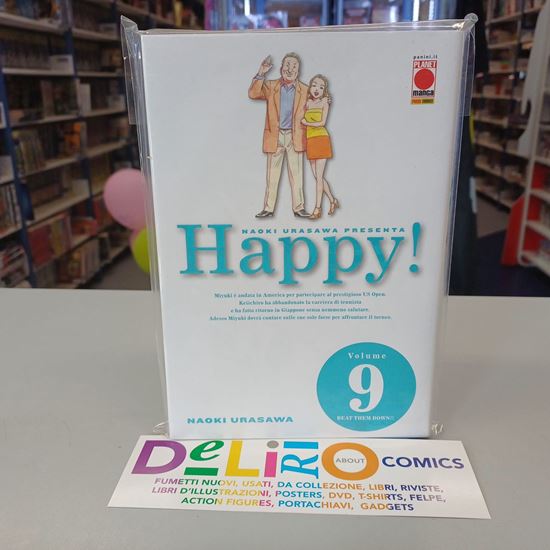 panini.it
PLANET
manga
PANINI COMICS
NAOKI URASAWA PRESENTA
Happy!
Miyuki è andata in America per partecipare al prestigioso US Open.
Keiichiro ha abbandonato la carriera di tennista
e ha fatto ritorno in Giappone senza nemmeno salutare.
Adesso Miyuki dovrà contare sulle sue sole forze per affrontare il torneo.
Volume
9
BEAT THEM DOWN!!
NAOKI URASAWA
DeLiRIO ABOUT COMICS
FUMETTI NUOVI, USATI, DA COLLEZIONE, LIBRI, RIVISTE,
LIBRI D'ILLUSTRAZIONI, POSTERS, DVD, T-SHIRTS, FELPE,
ACTION FIGURES, PORTACHIAVI, GADGETS